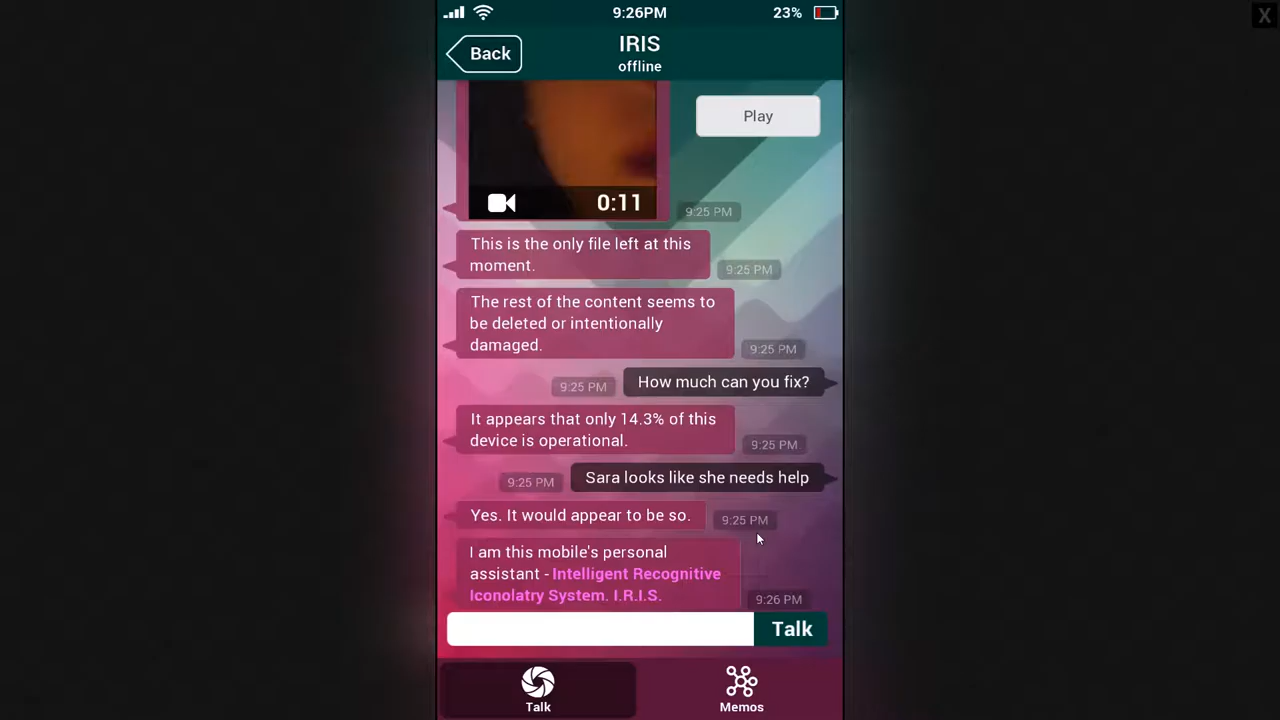 9:26PM
23%
X
Back
IRIS
offline
Play
0:11
9:25 PM
This is the only file left at this
moment.
9:25 PM
The rest of the content seems to
be deleted or intentionally
damaged.
9:25 PM
9:25 PM
How much can you fix?
It appears that only 14.3% of this
device is operational.
9:25 PM
9:25 PM
Sara looks like she needs help
Yes. It would appear to be so.
9:25 PM
I am this mobile's personal
assistant - Intelligent Recognitive
Iconolatry System. I.R.I.S.
9:26 PM
Talk
Talk
Memos